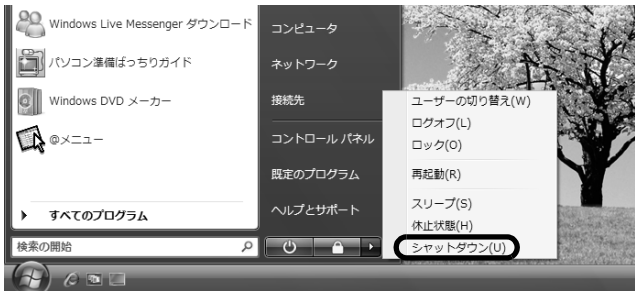 Windows Live Messenger ダウンロード
パソコン準備ばっちりガイド
Windows DVD メーカー
@メニュー
すべてのプログラム
検索の開始
コンピュータ
ネットワーク
接続先
コントロール パネル
既定のプログラム
ヘルプとサポート
ユーザーの切り替え(W)
ログオフ(L)
ロック(O)
再起動(R)
スリープ(S)
休止状態(H)
シャットダウン(U)